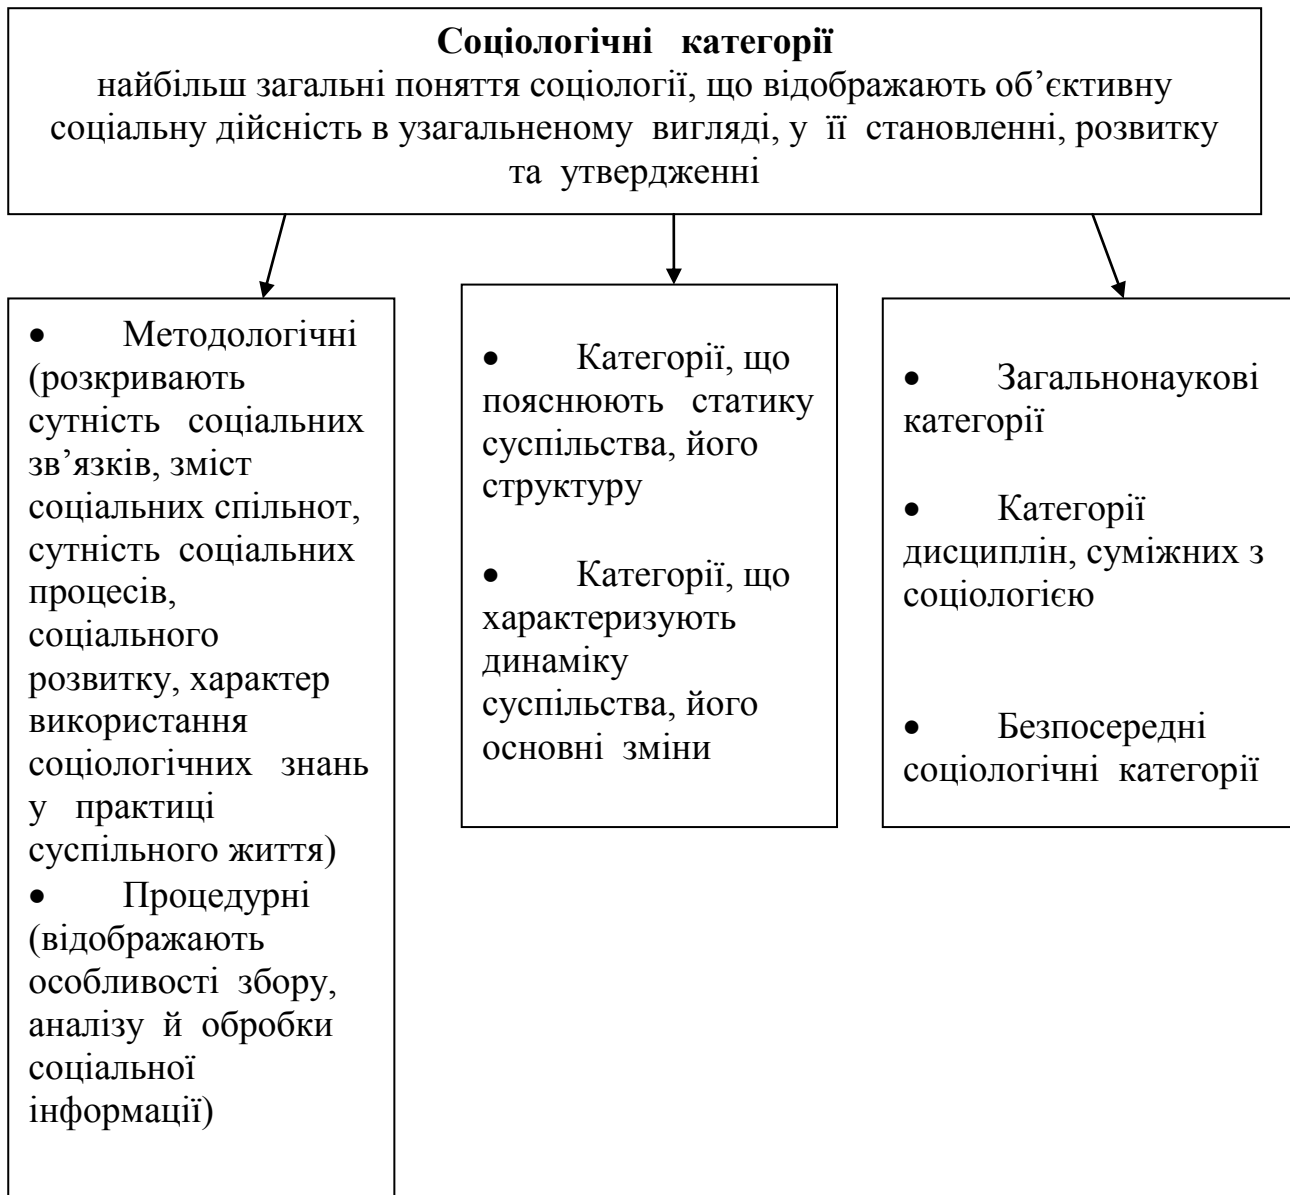 Соціологічні категорії
найбільш загальні поняття соціології, що відображають об’єктивну
соціальну дійсність в узагальненому вигляді, у її становленні, розвитку
та утвердженні
• Методологічні
(розкривають
сутність соціальних
зв’язків, зміст
соціальних спільнот,
сутність соціальних
процесів,
соціального
розвитку, характер
використання
соціологічних знань
у практиці
суспільного життя)
• Процедурні
(відображають
особливості збору,
аналізу й обробки
соціальної
інформації)
• Категорії, що
пояснюють статику
суспільства, його
структуру
• Категорії, що
характеризують
динаміку
суспільства, його
основні зміни
• Загальнонаукові
категорії
• Категорії
дисциплін, суміжних з
соціологією
• Безпосередні
соціологічні категорії